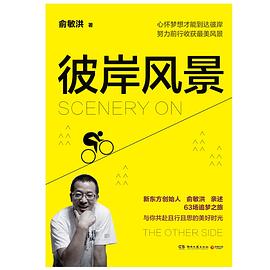 俞敏洪 著
心怀梦想才能到达彼岸
努力前行收获最美风景
彼岸风景
SCENERY ON
新东方创始人 俞敏洪 亲述
63场追梦之旅
与你共赴且行且思的美好时光
THE OTHER SIDE